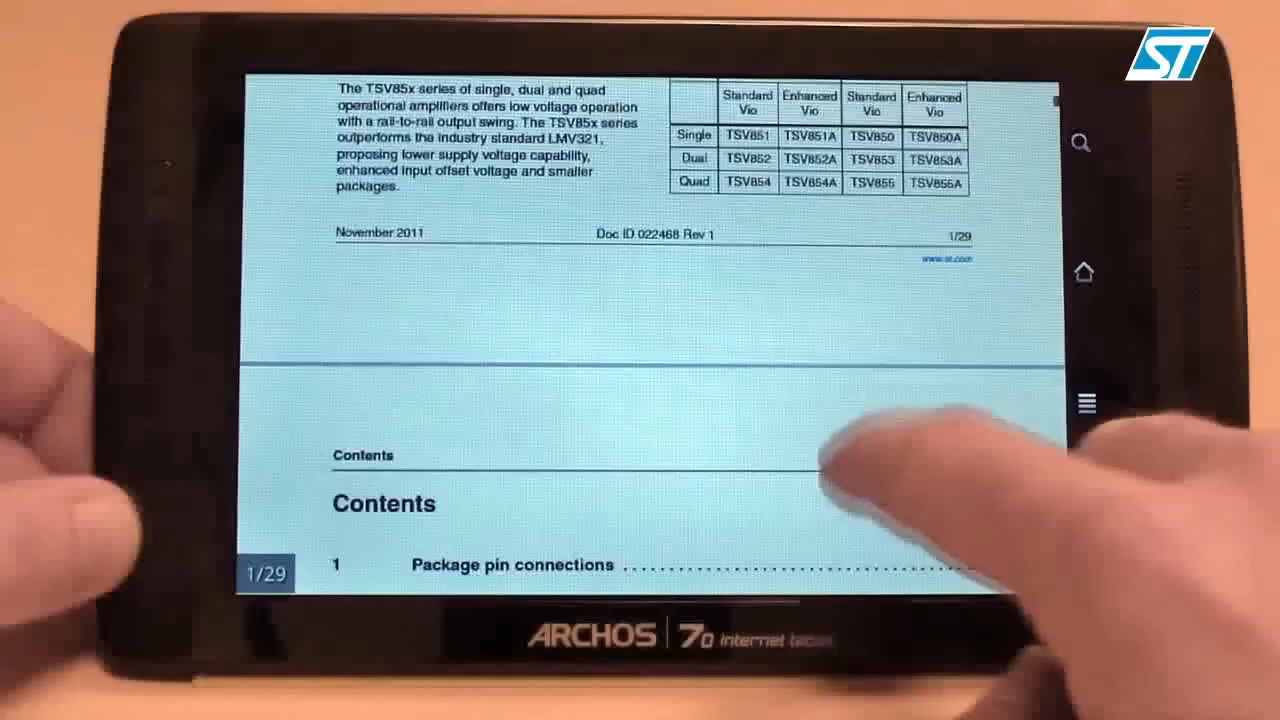 ST
The TSV85x series of single, dual and quad
operational amplifiers offers low voltage operation
with a rail-to-rail output swing. The TSV85x series
outperforms the industry standard LMV321,
proposing lower supply voltage capability,
enhanced input offset voltage and smaller
packages.
Standard Vio Enhanced Vio Standard Vio Enhanced Vio
Single TSV851 TSV851A TSV850 TSV850A
Dual TSV852 TSV852A TSV853 TSV853A
Quad TSV854 TSV854A TSV855 TSV855A
November 2011 Doc ID 022468 Rev 1 1/29
www.st.com
Contents
Contents
1 Package pin connections
1/29
ARCHOS 70 internet tablet